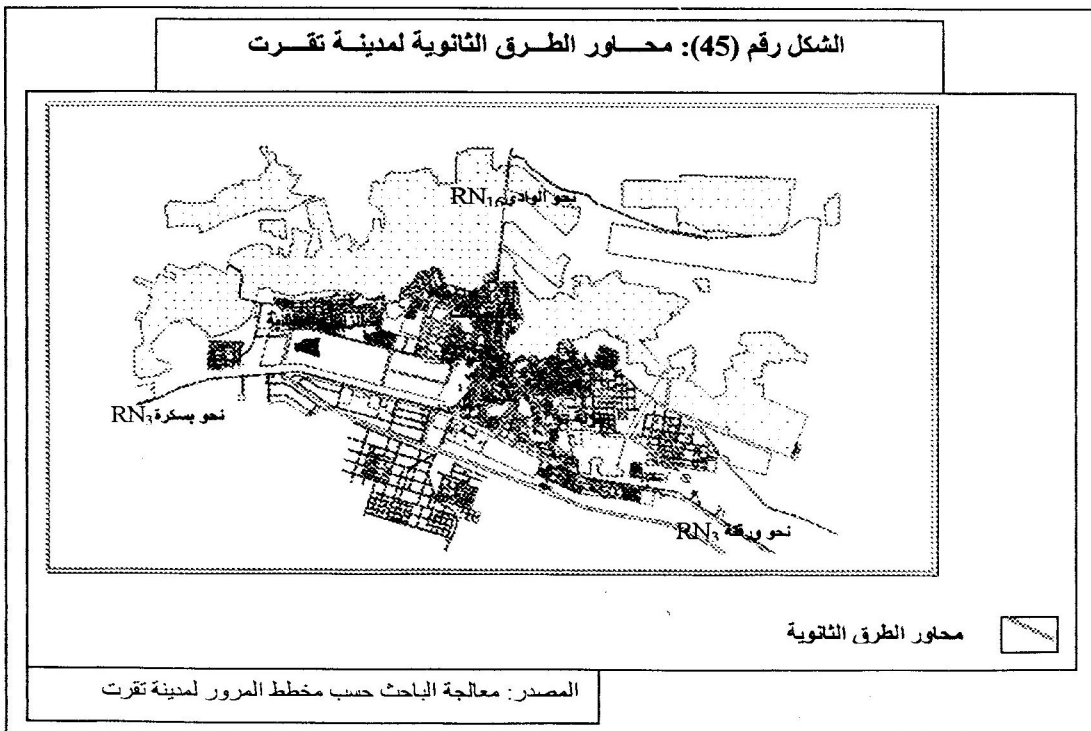 الشكل رقم (45): محـــاور الطـــرق الثانوية لمدينــة تقـــرت
نحو الوادي RN16
نحو بسكرة RN3
نحو ورقلة RN3
محاور الطرق الثانوية
المصدر: معالجة الباحث حسب مخطط المرور لمدينة تقرت